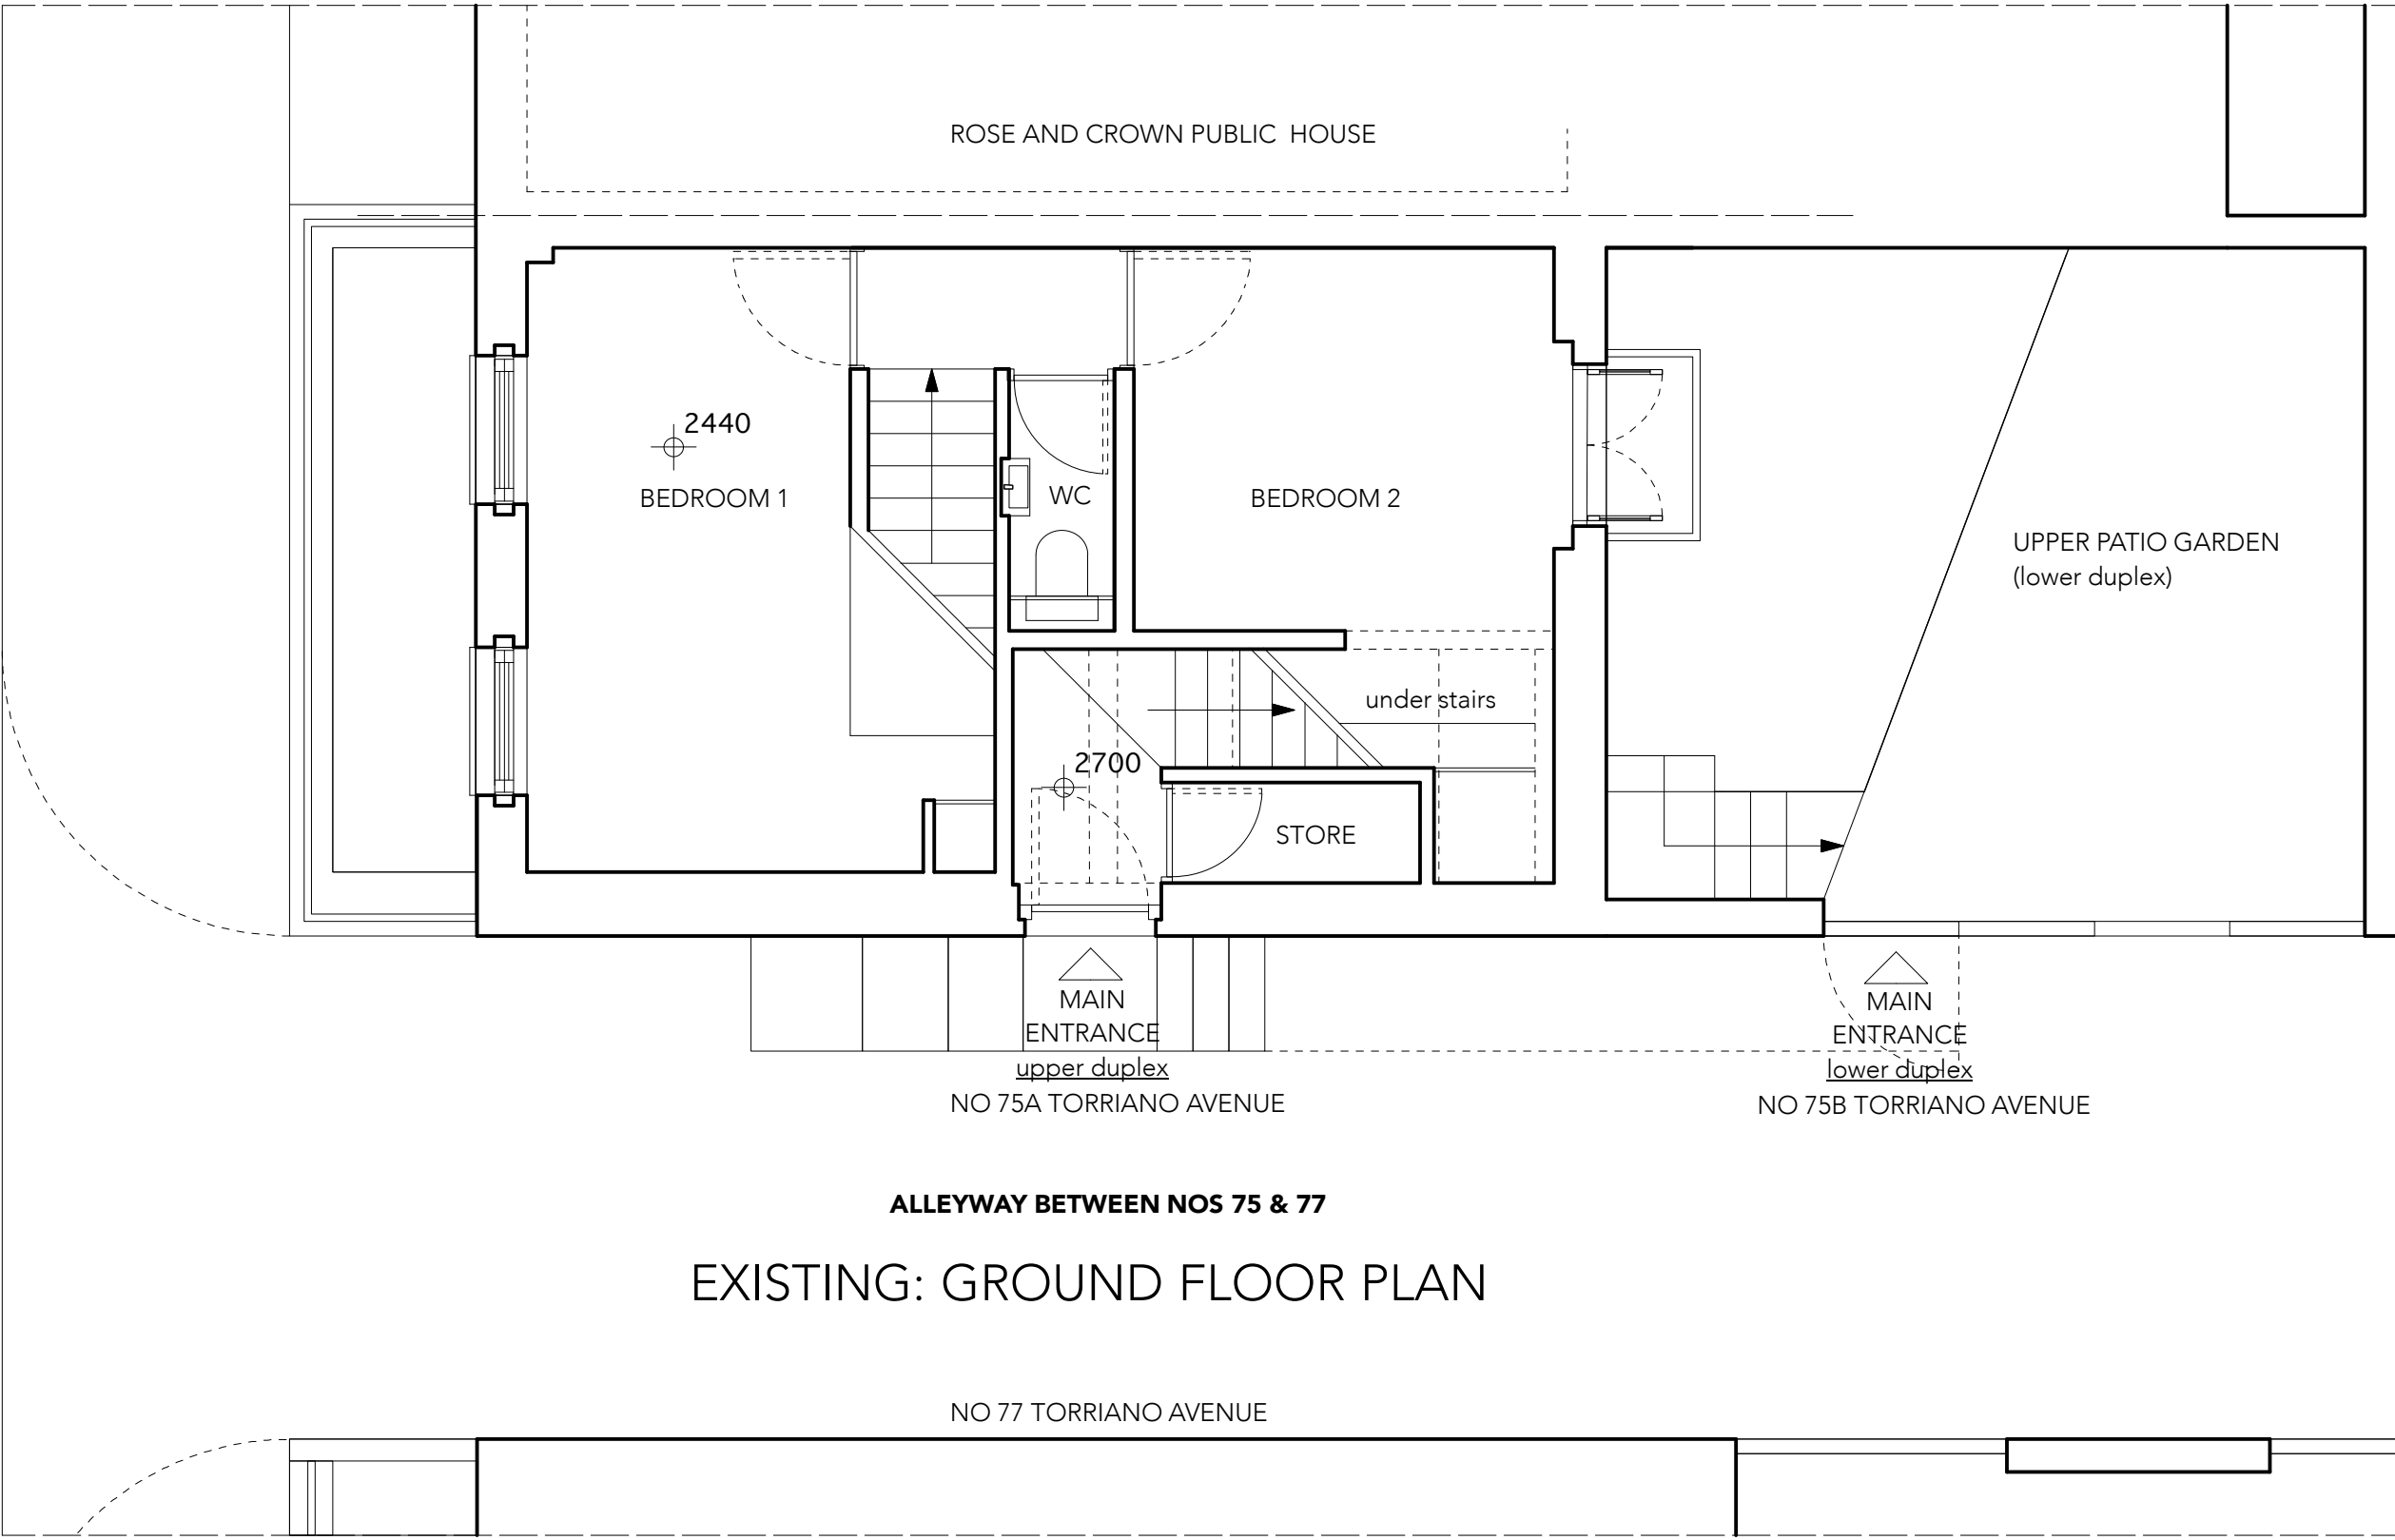 ROSE AND CROWN PUBLIC HOUSE
2440
BEDROOM 1
WC
BEDROOM 2
UPPER PATIO GARDEN
(lower duplex)
under stairs
2700
STORE
MAIN
ENTRANCE
upper duplex
NO 75A TORRIANO AVENUE
MAIN
ENTRANCE
lower duplex
NO 75B TORRIANO AVENUE
ALLEYWAY BETWEEN NOS 75 & 77
EXISTING: GROUND FLOOR PLAN
NO 77 TORRIANO AVENUE